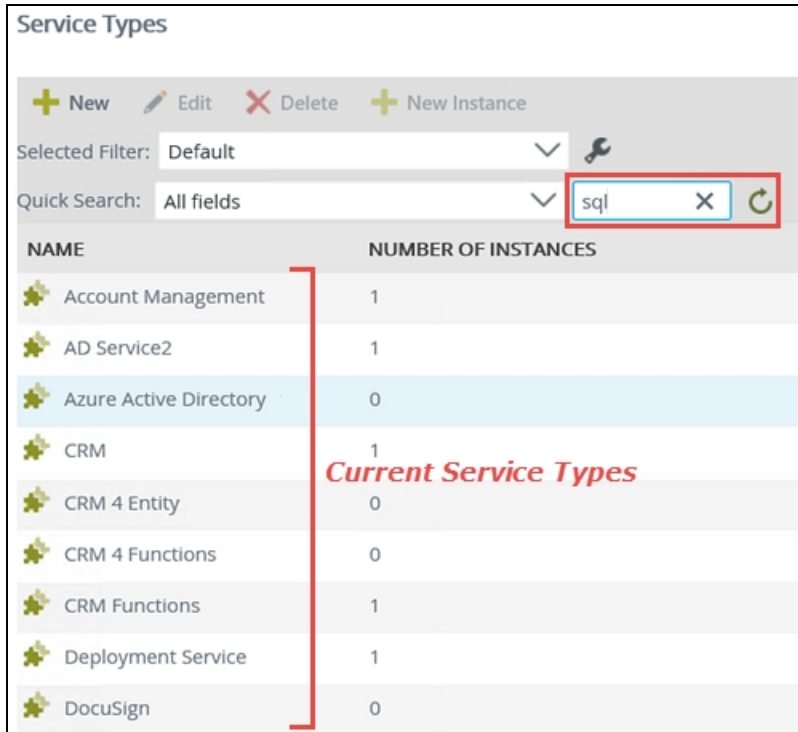 Service Types
New Edit Delete New Instance
Selected Filter: Default
Quick Search: All fields sql
NAME NUMBER OF INSTANCES
Account Management 1
AD Service2 1
Azure Active Directory 0
CRM 1
Current Service Types
CRM 4 Entity 0
CRM 4 Functions 0
CRM Functions 1
Deployment Service 1
DocuSign 0